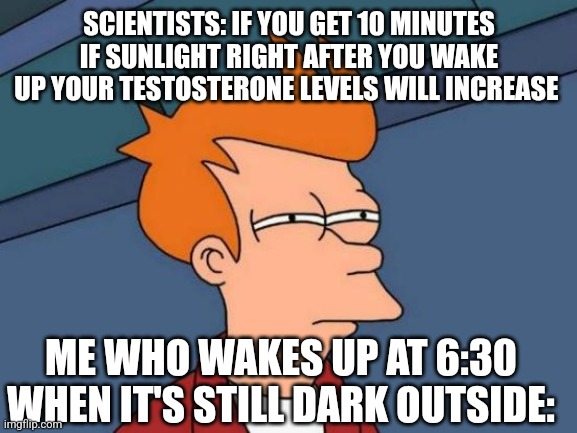 SCIENTISTS: IF YOU GET 10 MINUTES
IF SUNLIGHT RIGHT AFTER YOU WAKE
UP YOUR TESTOSTERONE LEVELS WILL INCREASE
ME WHO WAKES UP AT 6:30
WHEN IT'S STILL DARK OUTSIDE:
imgflip.com